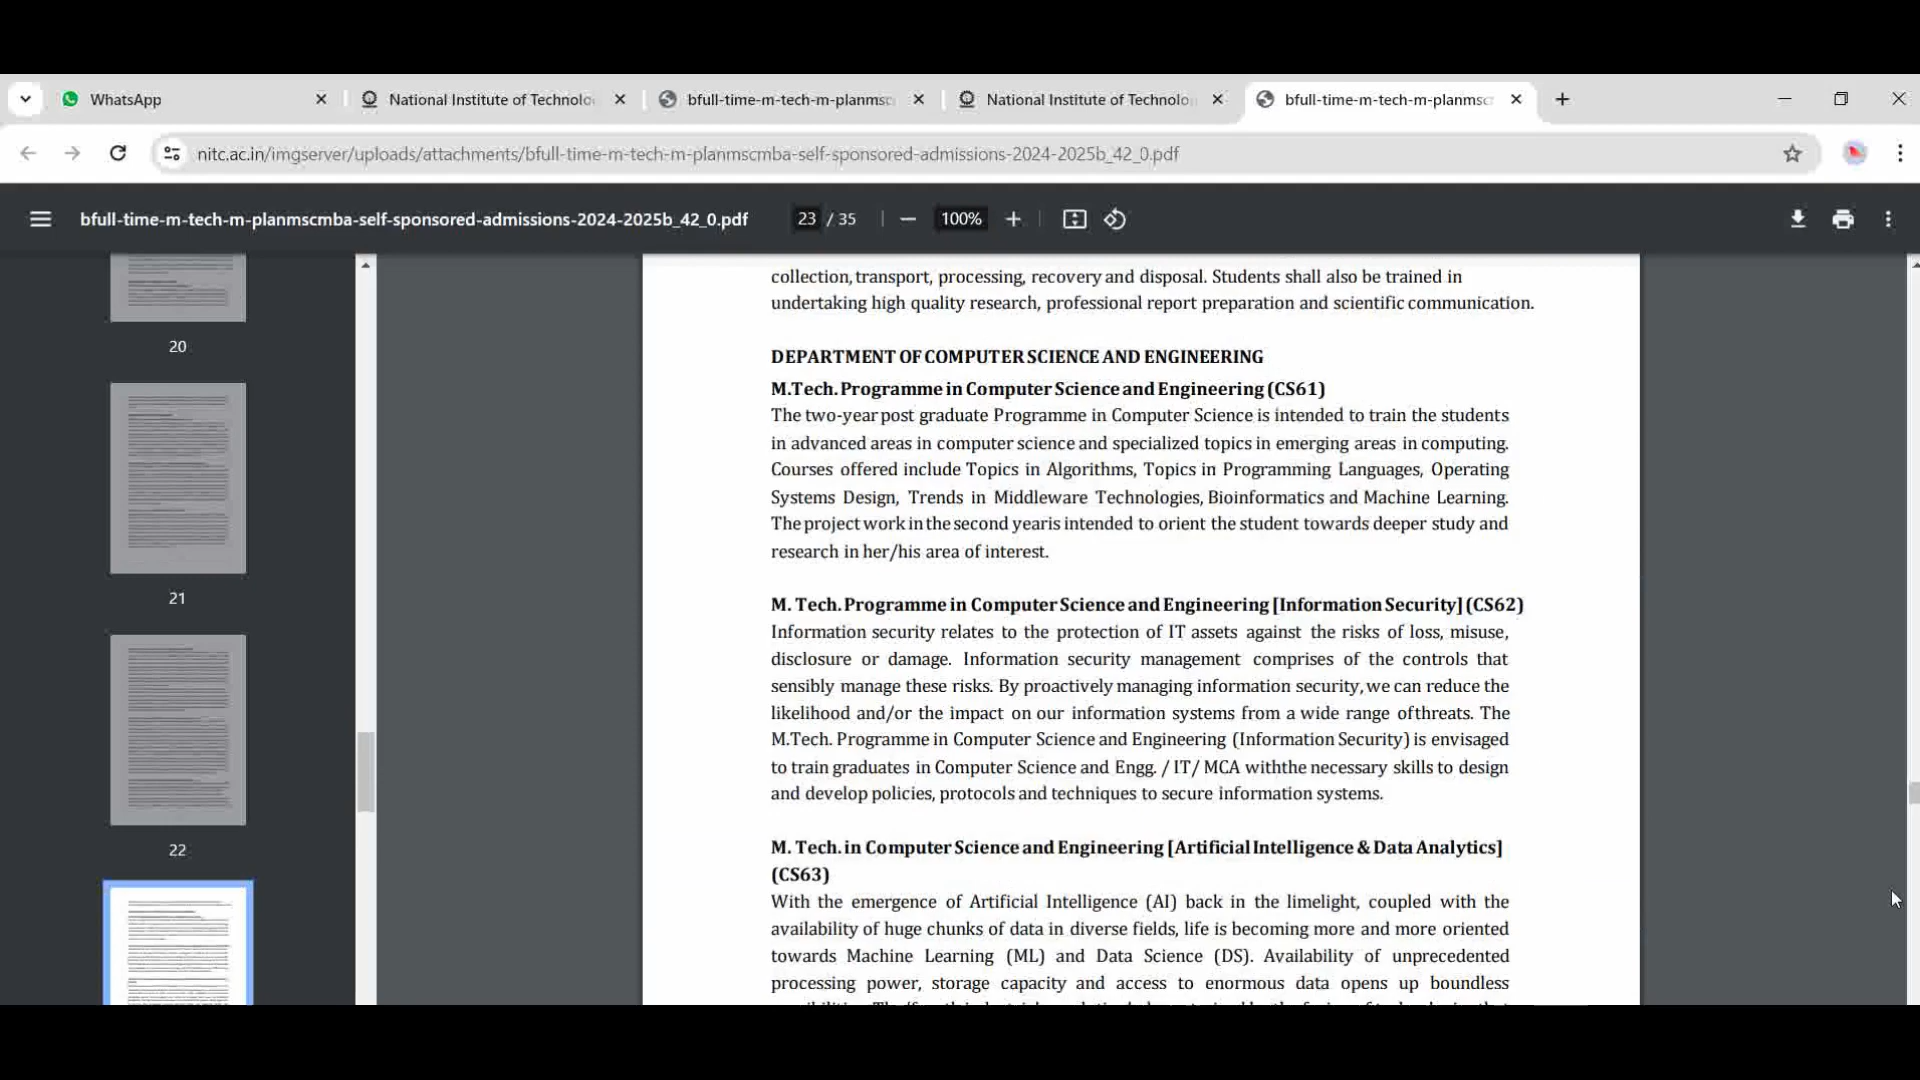 WhatsApp
National Institute of Technolo
bfull-time-m-tech-m-planmsc
National Institute of Technolo
bfull-time-m-tech-m-planmsc
nitc.ac.in/imgserver/uploads/attachments/bfull-time-m-tech-m-planmscmba-self-sponsored-admissions-2024-2025b_42_0.pdf
bfull-time-m-tech-m-planmscmba-self-sponsored-admissions-2024-2025b_42_0.pdf
23 / 35
100%
20
21
22
collection, transport, processing, recovery and disposal. Students shall also be trained in
undertaking high quality research, professional report preparation and scientific communication.
DEPARTMENT OF COMPUTER SCIENCE AND ENGINEERING
M.Tech. Programme in Computer Science and Engineering (CS61)
The two-year post graduate Programme in Computer Science is intended to train the students
in advanced areas in computer science and specialized topics in emerging areas in computing.
Courses offered include Topics in Algorithms, Topics in Programming Languages, Operating
Systems Design, Trends in Middleware Technologies, Bioinformatics and Machine Learning.
The project work in the second yearis intended to orient the student towards deeper study and
research in her/his area of interest.
M. Tech. Programme in Computer Science and Engineering [Information Security] (CS62)
Information security relates to the protection of IT assets against the risks of loss, misuse,
disclosure or damage. Information security management comprises of the controls that
sensibly manage these risks. By proactively managing information security, we can reduce the
likelihood and/or the impact on our information systems from a wide range ofthreats. The
M.Tech. Programme in Computer Science and Engineering (Information Security) is envisaged
to train graduates in Computer Science and Engg. / IT/ MCA withthe necessary skills to design
and develop policies, protocols and techniques to secure information systems.
M. Tech. in Computer Science and Engineering [Artificial Intelligence & Data Analytics]
(CS63)
With the emergence of Artificial Intelligence (AI) back in the limelight, coupled with the
availability of huge chunks of data in diverse fields, life is becoming more and more oriented
towards Machine Learning (ML) and Data Science (DS). Availability of unprecedented
processing power, storage capacity and access to enormous data opens up boundless